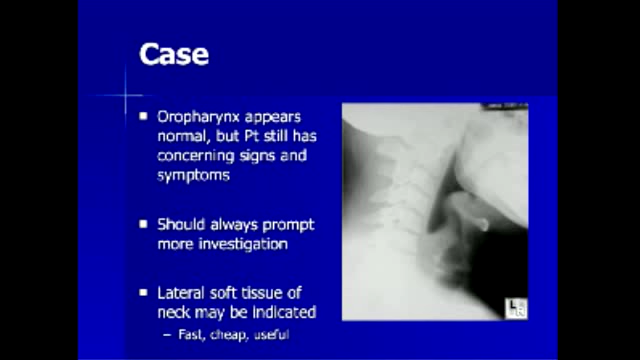 Case
Oropharynx appears
normal, but Pt still has
concerning signs and
symptoms
Should always prompt
more investigation
Lateral soft tissue of
neck may be indicated
– Fast, cheap, useful